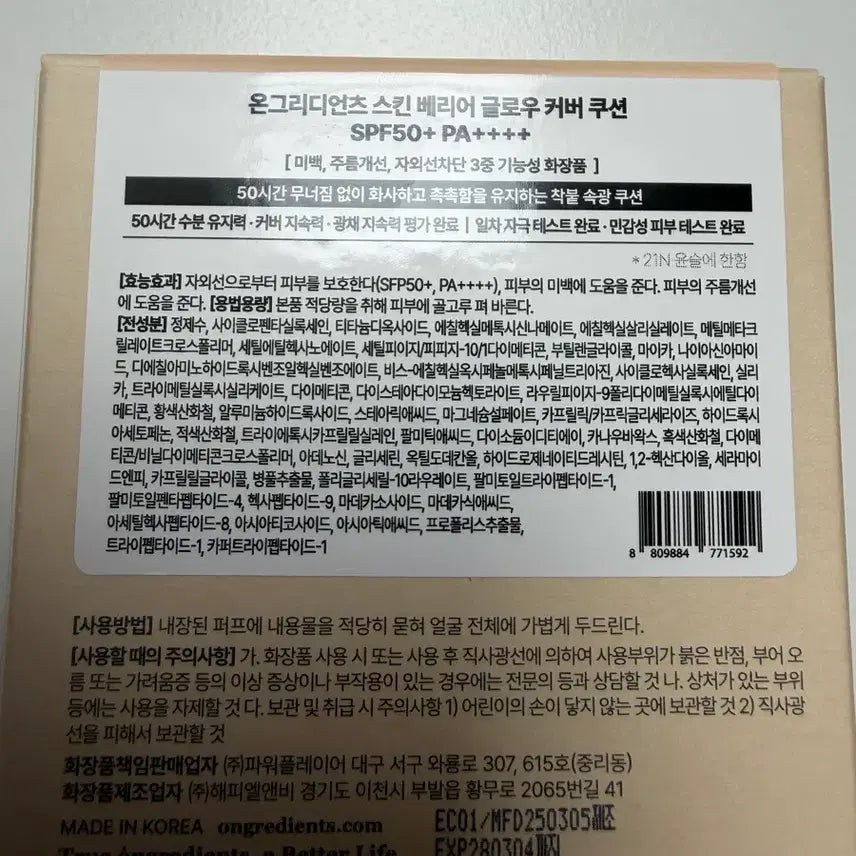 온그리디언츠 스킨 베리어 글로우 커버 쿠션
SPF50+ PA++++
[ 미백, 주름개선, 자외선차단 3중 기능성 화장품 ]
50시간 무너짐 없이 화사하고 촉촉함을 유지하는 착붙 속광 쿠션
50시간 수분 유지력·커버 지속력·광채 지속력 평가 완료 | 일차 자극 테스트 완료·민감성 피부 테스트 완료
*21N 윤슬에 한함
[효능효과] 자외선으로부터 피부를 보호한다(SFP50+, PA++++), 피부의 미백에 도움을 준다. 피부의 주름개선
에 도움을 준다. [용법용량] 본품 적당량을 취해 피부에 골고루 펴 바른다.
[전성분] 정제수, 사이클로펜타실록세인, 티타늄디옥사이드, 에칠헥실메톡시신나메이트, 에칠헥실살리실레이트, 메틸메타크
릴레이트크로스폴리머, 세틸에틸헥사노에이트, 세틸피이지/피피지-10/1다이메티콘, 부틸렌글라이콜, 마이카, 나이아신아마이
드, 디에칠아미노하이드록시벤조일헥실벤조에이트, 비스-에칠헥실옥시페놀메톡시페닐트리아진, 사이클로헥사실록세인, 실리
카, 트라이메틸실록시실리케이트, 다이메티콘, 다이스테아다이모늄헥토라이트, 라우릴피이지-9폴리다이메틸실록시에틸다이
메티콘, 황색산화철, 알루미늄하이드록사이드, 스테아릭애씨드, 마그네슘설페이트, 카프릴릭/카프릭글리세라이즈, 하이드록시
아세토페논, 적색산화철, 트라이에톡시카프릴릴실레인, 팔미틱애씨드, 다이소듐이디티에이, 카나우바왁스, 흑색산화철, 다이메
티콘/비닐다이메티콘크로스폴리머, 아데노신, 글리세린, 옥틸도데칸올, 하이드로제네이티드레시틴, 1,2-헥산다이올, 세라마이
드엔피, 카프릴릴글라이콜, 병풀추출물, 폴리글리세릴-10라우레이트, 팔미토일트라이펩타이드-1,
팔미토일펜타펩타이드-4, 헥사펩타이드-9, 마데카소사이드, 마데카식애씨드,
아세틸헥사펩타이드-8, 아시아티코사이드, 아시아틱애씨드, 프로폴리스추출물,
트라이펩타이드-1, 카퍼트라이펩타이드-1
8 809884 771592
[사용방법] 내장된 퍼프에 내용물을 적당히 묻혀 얼굴 전체에 가볍게 두드린다.
[사용할 때의 주의사항] 가. 화장품 사용 시 또는 사용 후 직사광선에 의하여 사용부위가 붉은 반점, 부어 오
름 또는 가려움증 등의 이상 증상이나 부작용이 있는 경우에는 전문의 등과 상담할 것 나. 상처가 있는 부위
등에는 사용을 자제할 것 다. 보관 및 취급 시 주의사항 1) 어린이의 손이 닿지 않는 곳에 보관할 것 2) 직사광
선을 피해서 보관할 것
화장품책임판매업자 (주)파워플레이어 대구 서구 와룡로 307, 615호(중리동)
화장품제조업자 (주)해피엘앤비 경기도 이천시 부발읍 황무로 2065번길 41
MADE IN KOREA ongredients.com
EC01/MFD250305제조
True Ongredients, a Better Life
EXP280304까지